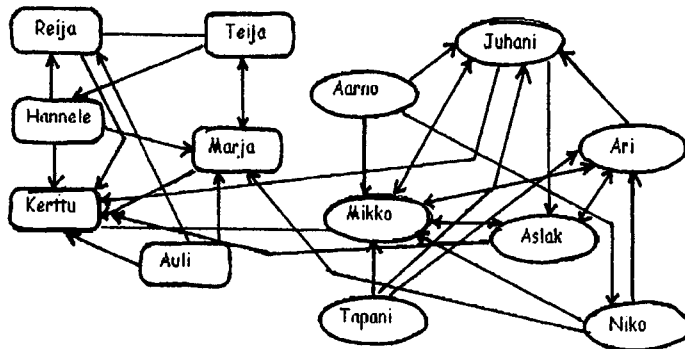 Reija
Teija
Juhani
Aarno
Hannele
Marja
Ari
Kerttu
Mikko
Aslak
Auli
Tapani
Niko